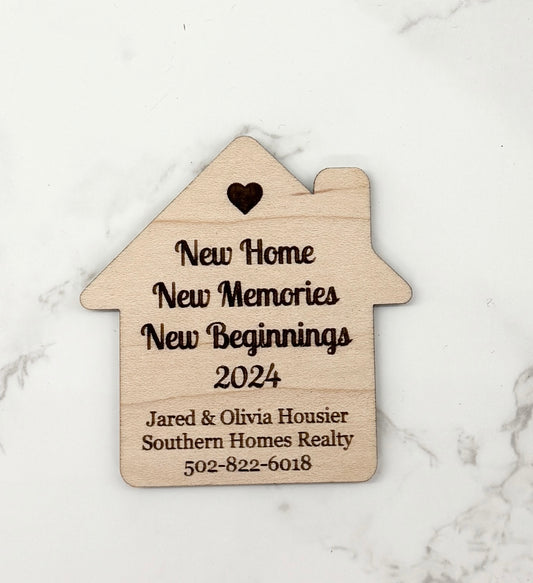 New Home
New Memories
New Beginnings
2024
Jared & Olivia Housier
Southern Homes Realty
502-822-6018